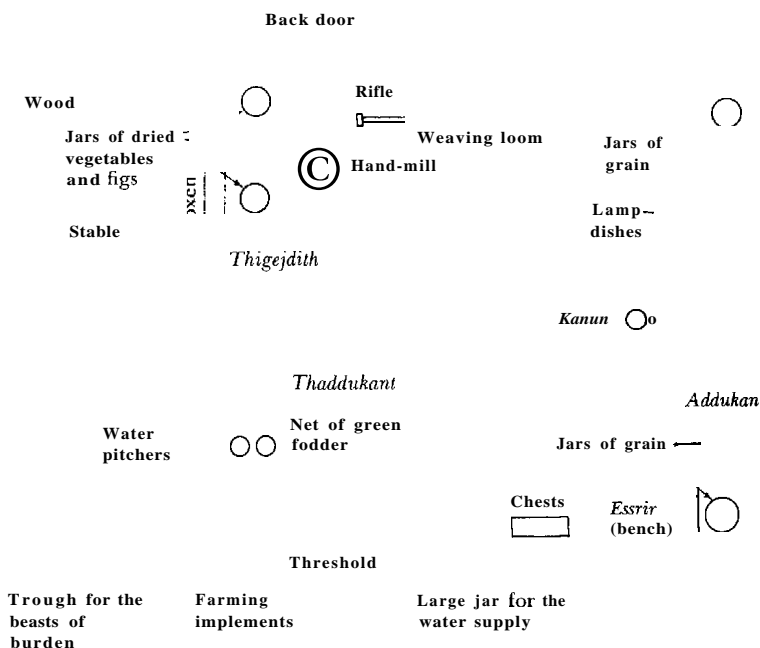 Back door
Wood
Rifle
Jars of dried
vegetables
and figs
Weaving loom
Hand-mill
Jars of
grain
oxen
Stable
Lamp-
dishes
Thigejdith
Kanun
Thaddukant
Addukan
Water
pitchers
Net of green
fodder
Jars of grain
Chests
Essrir
(bench)
Threshold
Trough for the
beasts of
burden
Farming
implements
Large jar for the
water supply